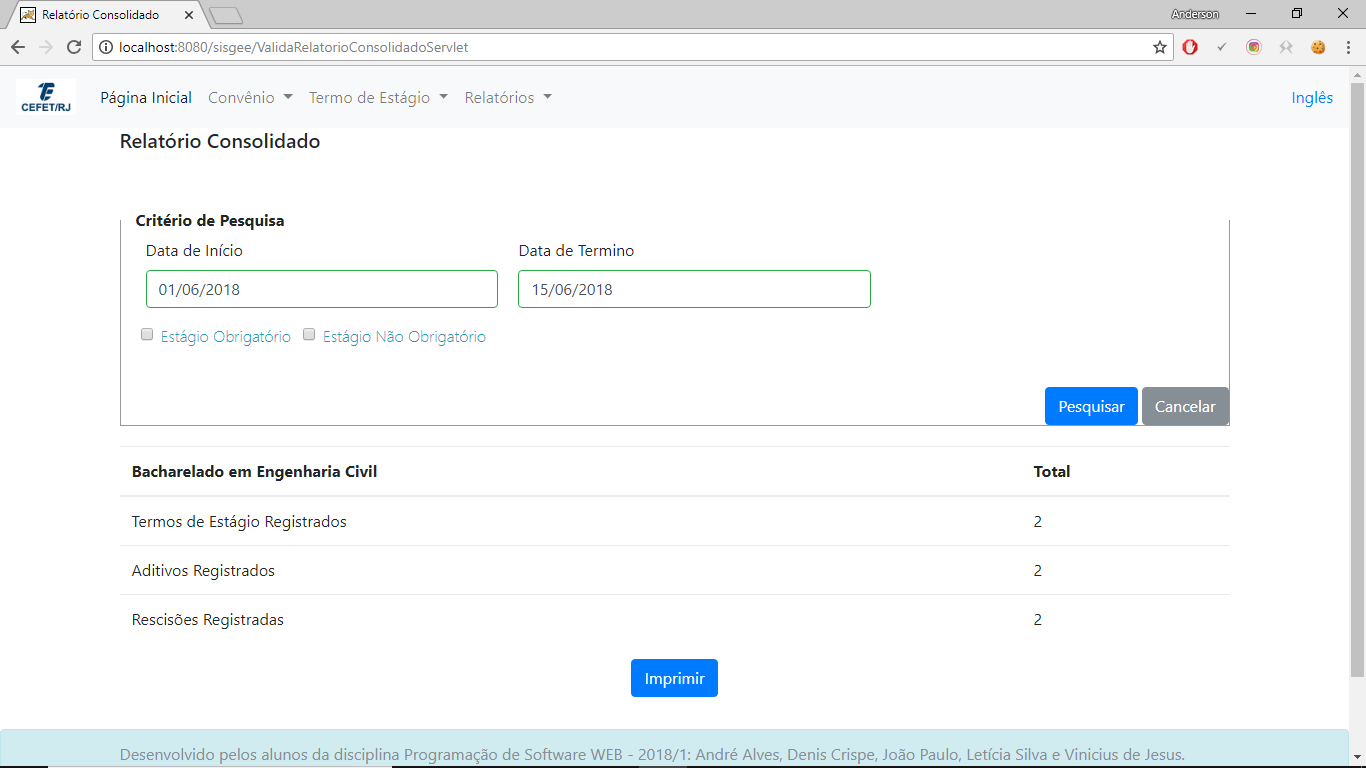 Relatório Consolidado
Anderson
localhost:8080/sisgee/ValidaRelatorioConsolidadoServlet
CEFET/RJ
Página Inicial Convênio Termo de Estágio Relatórios Inglês
Relatório Consolidado
Critério de Pesquisa
Data de Início Data de Termino
01/06/2018 15/06/2018
Estágio Obrigatório Estágio Não Obrigatório
Pesquisar Cancelar
Bacharelado em Engenharia Civil Total
Termos de Estágio Registrados 2
Aditivos Registrados 2
Rescisões Registradas 2
Imprimir
Desenvolvido pelos alunos da disciplina Programação de Software WEB - 2018/1: André Alves, Denis Crispe, João Paulo, Letícia Silva e Vinicius de Jesus.